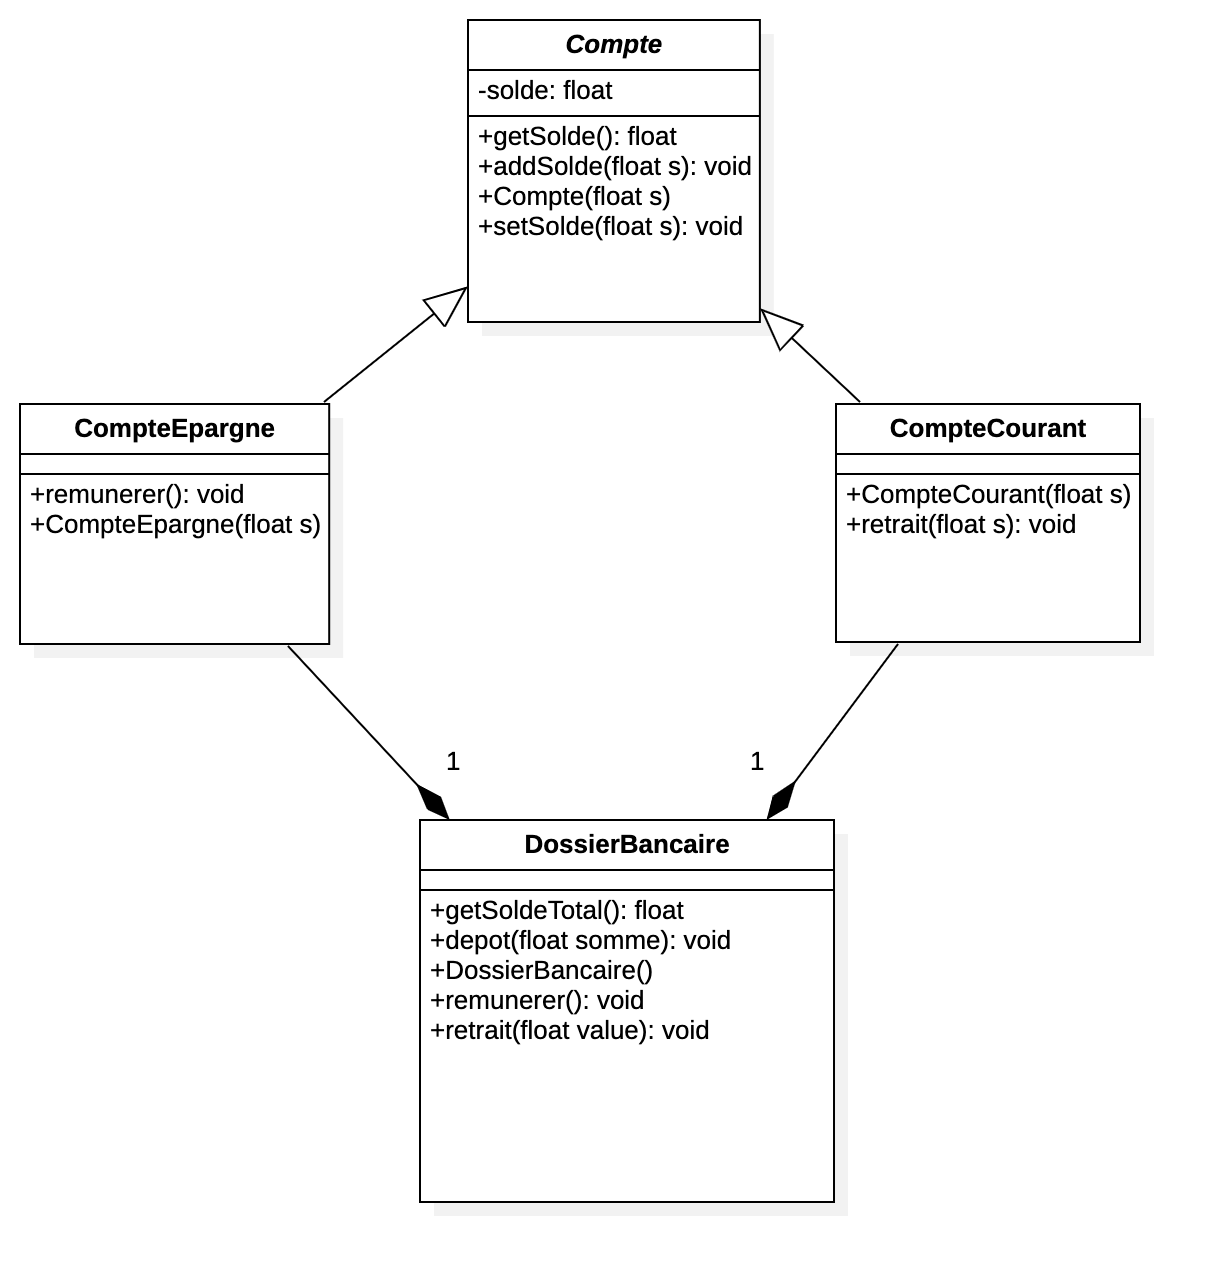 Compte
-solde: float
+getSolde(): float
+addSolde(float s): void
+Compte(float s)
+setSolde(float s): void
CompteEpargne
+remunerer(): void
+CompteEpargne(float s)
CompteCourant
+CompteCourant(float s)
+retrait(float s): void
1
1
DossierBancaire
+getSoldeTotal(): float
+depot(float somme): void
+DossierBancaire()
+remunerer(): void
+retrait(float value): void